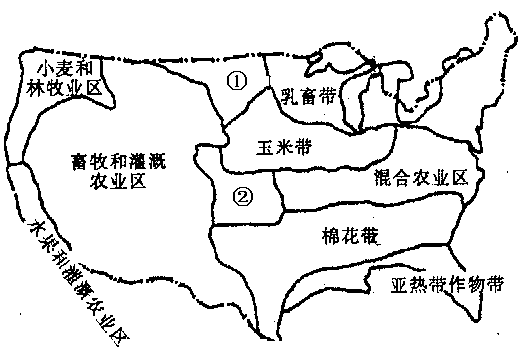 小麦和
林牧业区
①
乳畜带
玉米带
畜牧和灌溉
农业区
②
混合农业区
棉花带
水果和灌溉农业区
亚热带作物带